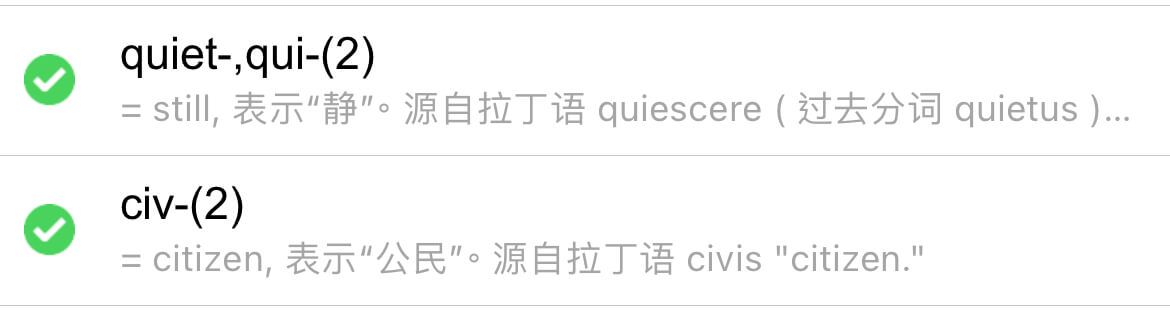 quiet-,qui-(2)
= still, 表示“静”。源自拉丁语 quiescere ( 过去分词 quietus )...
civ-(2)
= citizen, 表示“公民”。源自拉丁语 civis "citizen."